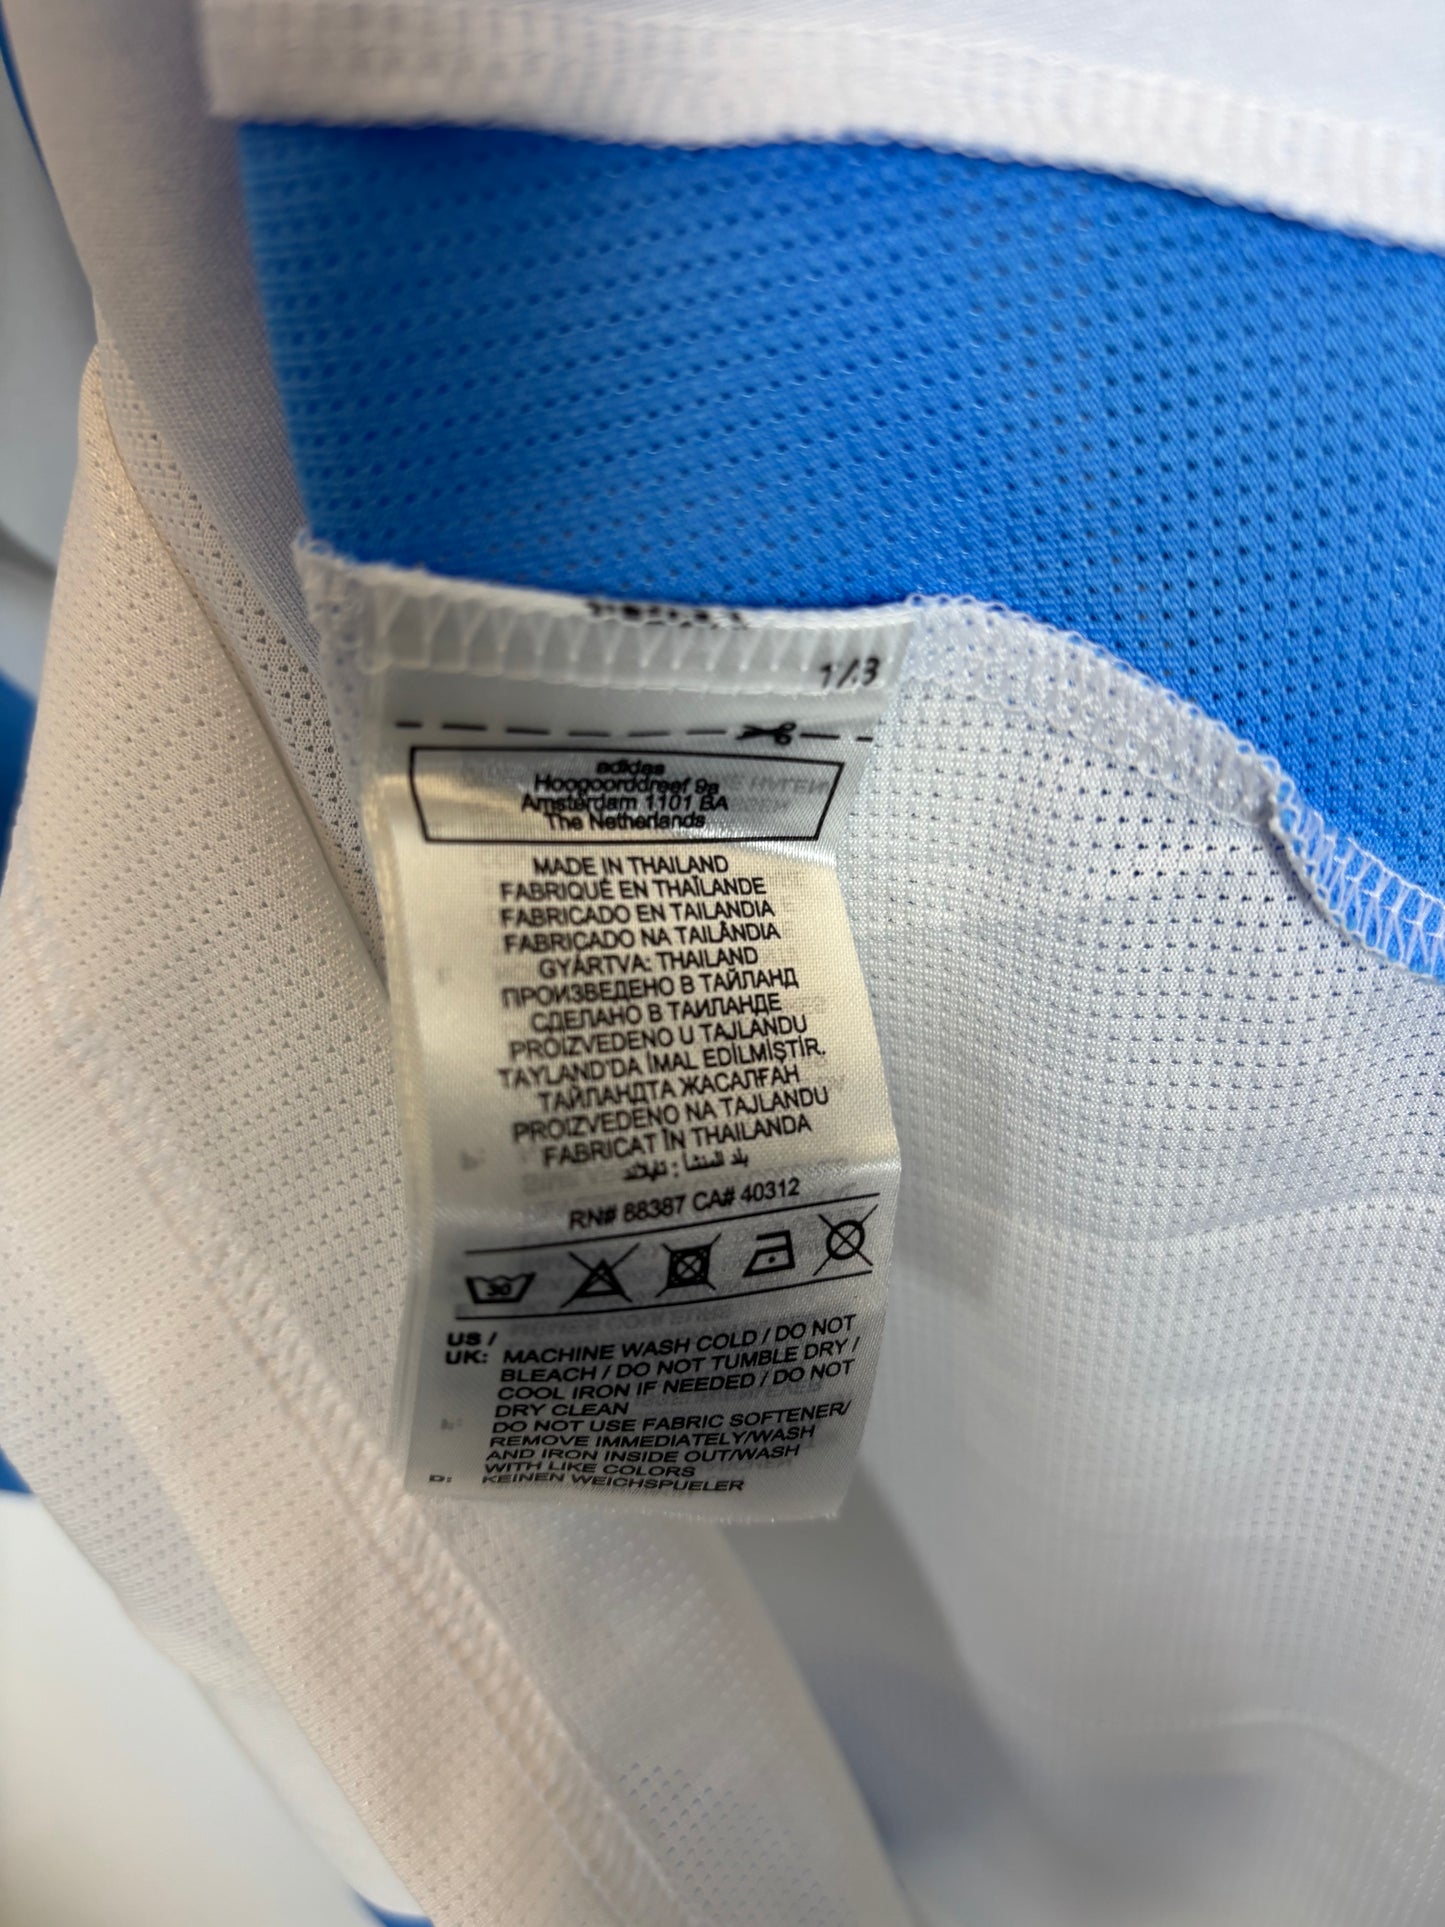 1/3
adidas
Hoogoorddreef 9a
Amsterdam 1101 BA
The Netherlands
MADE IN THAILAND
FABRIQUÉ EN THAÏLANDE
FABRICADO EN TAILANDIA
FABRICADO NA TAILÂNDIA
GYÁRTVA: THAILAND
ПРОИЗВЕДЕНО В ТАЙЛАНД
СДЕЛАНО В ТАИЛАНДЕ
PROIZVEDENO U TAJLANDU
TAYLAND'DA İMAL EDİLMİŞTİR.
ТАЙЛАНДТА ЖАСАЛҒАН
PROIZVEDENO NA TAJLANDU
FABRICAT ÎN THAILANDA
بلد المنشأ : تايلاند
RN# 88387 CA# 40312
30
US /
UK: MACHINE WASH COLD / DO NOT
BLEACH / DO NOT TUMBLE DRY /
COOL IRON IF NEEDED / DO NOT
DRY CLEAN
DO NOT USE FABRIC SOFTENER/
REMOVE IMMEDIATELY/WASH
AND IRON INSIDE OUT/WASH
WITH LIKE COLORS
D: KEINEN WEICHSPUELER